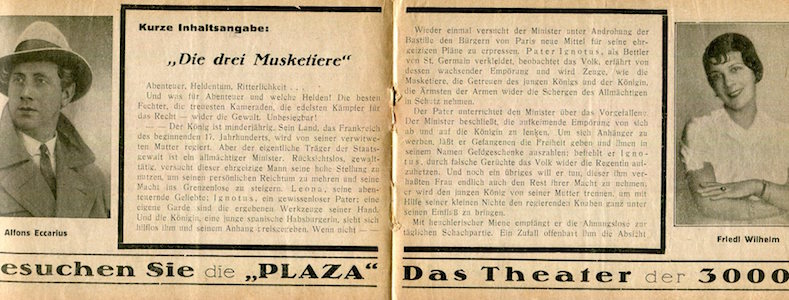 Kurze Inhaltsangabe:
„Die drei Musketiere“
Abenteuer, Heldentum, Ritterlichkeit . . .
Und was für Abenteuer und welche Helden! Die besten
Fechter, die treuesten Kameraden, die edelsten Kämpfer für
das Recht — wider die Gewalt. Unbesiegbar!
— Der König ist minderjährig. Sein Land, das Frankreich
des beginnenden 17. Jahrhunderts, wird von seiner verwitwe-
ten Mutter regiert. Aber der eigentliche Träger der Staats-
gewalt ist ein allmächtiger Minister. Rücksichtslos, gewalt-
tätig, versucht dieser ehrgeizige Mann seine hohe Stellung zu
nutzen, um seinen persönlichen Reichtum zu mehren und seine
Macht ins Grenzenlose zu steigern. Leona, seine aben-
teuernde Geliebte; Ignotus, ein gewissenloser Pater; eine
eigene Garde sind die ergebenen Werkzeuge seiner Hand.
Und die Königin, eine junge spanische Habsburgerin, sieht sich
hilflos ihm und seinem Anhang preisgegeben. Wenn nicht — —
Alfons Eccarius
Wieder einmal versucht der Minister unter Androhung der
Bastille den Bürgern von Paris neue Mittel für seine ehr-
geizigen Pläne zu erpressen. Pater Ignotus, als Bettler
von St. Germain verkleidet, beobachtet das Volk, erfährt von
dessen wachsender Empörung und wird Zeuge, wie die
Musketiere, die Getreuen des jungen Königs und der Königin,
die Ärmsten der Armen wider die Schergen des Allmächtigen
in Schutz nehmen.
Der Pater unterrichtet den Minister über das Vorgefallene.
Der Minister beschließt, die aufkeimende Empörung von sich
ab und auf die Königin zu lenken. Um sich Anhänger zu
werben, läßt er Gefangenen die Freiheit geben und ihnen in
seinem Namen Geldgeschenke auszahlen; befiehlt er Igno-
tus, durch falsche Gerüchte das Volk wider die Regentin auf-
zuhetzen. Und noch ein übriges will er tun, dieser ihm ver-
haßten Frau endlich auch den Rest ihrer Macht zu nehmen,
er wird den jungen König von seiner Mutter trennen, um mit
Hilfe seiner kleinen Nichte den regierenden Knaben ganz unter
seinen Einfluß zu bringen.
Mit heuchlerischer Miene empfängt er die Ahnungslose zur
täglichen Schachpartie. Ein Zufall offenbart ihm die Absicht
Friedl Wilhelm
esuchen Sie die „PLAZA“ Das Theater der 3000